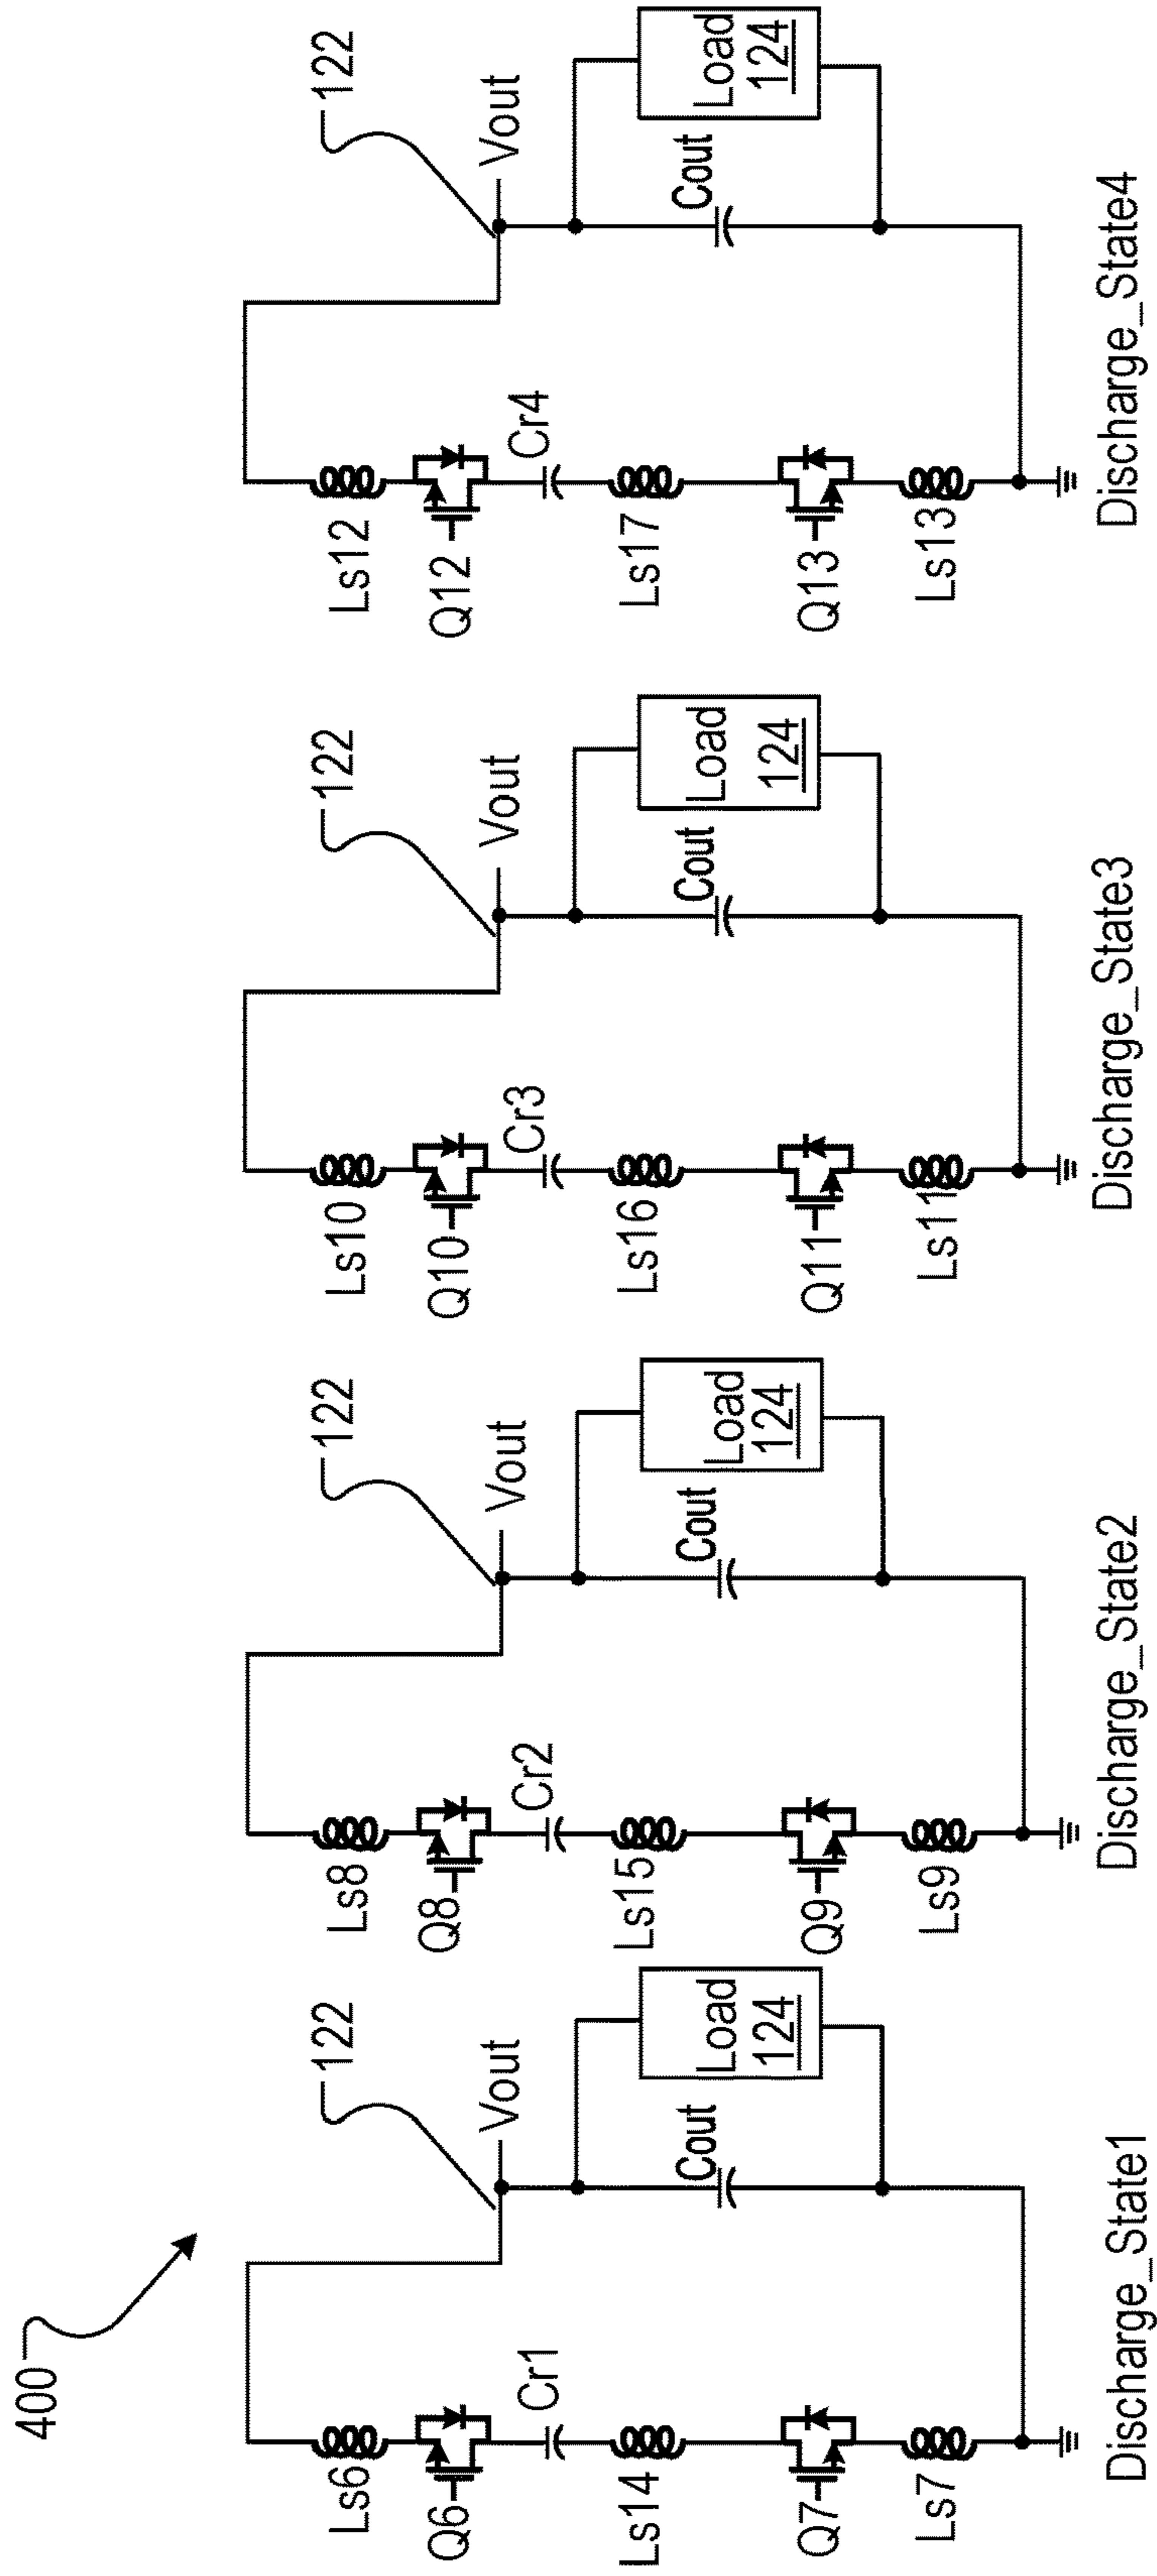 400
122
Vout
Ls6
Q6
Cr1
Ls14
Q7
Ls7
Cout
Load
124
Discharge_State1
122
Vout
Ls8
Q8
Cr2
Ls15
Q9
Ls9
Cout
Load
124
Discharge_State2
122
Vout
Ls10
Q10
Cr3
Ls16
Q11
Ls11
Cout
Load
124
Discharge_State3
122
Vout
Ls12
Q12
Cr4
Ls17
Q13
Ls13
Cout
Load
124
Discharge_State4